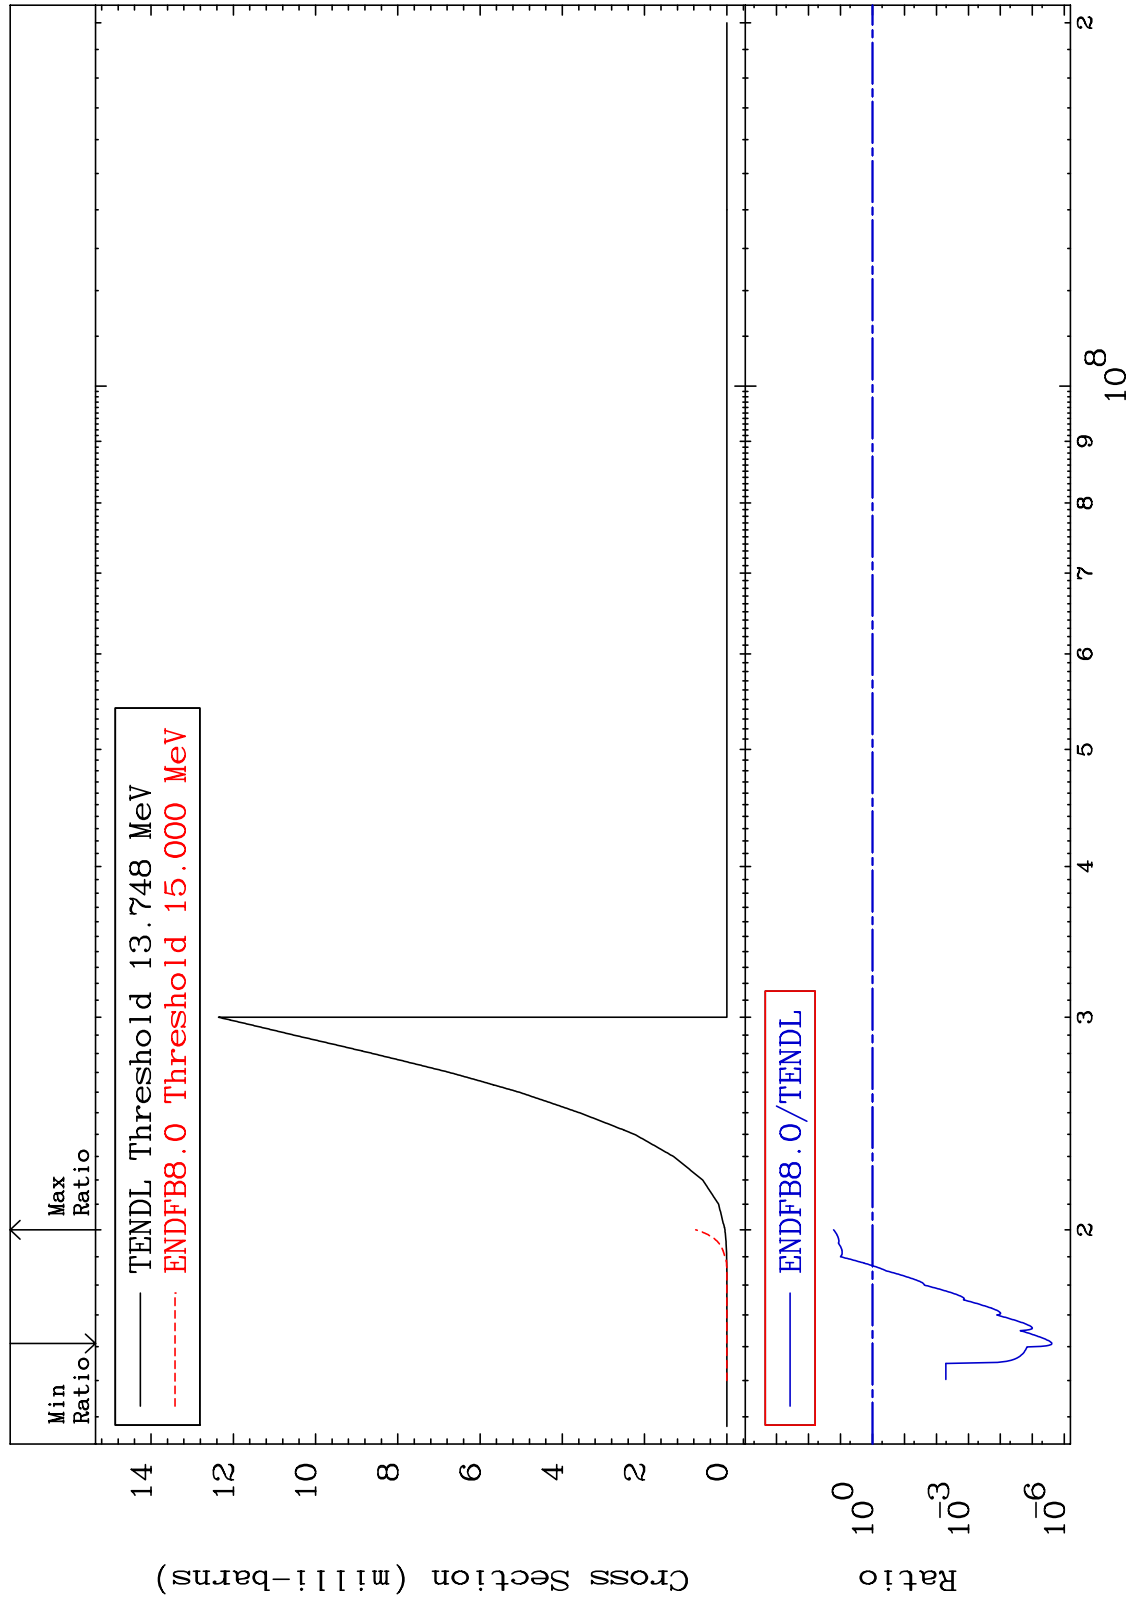 Min
Ratio
Max
Ratio
TENDL Threshold 13.748 MeV
ENDFB8.0 Threshold 15.000 MeV
14
12
10
8
6
4
2
0
Cross Section (milli-barns)
ENDFB8.0/TENDL
10 0
10 -3
10 -6
Ratio
2
3
4
5
6
7
8
9
10 8
2